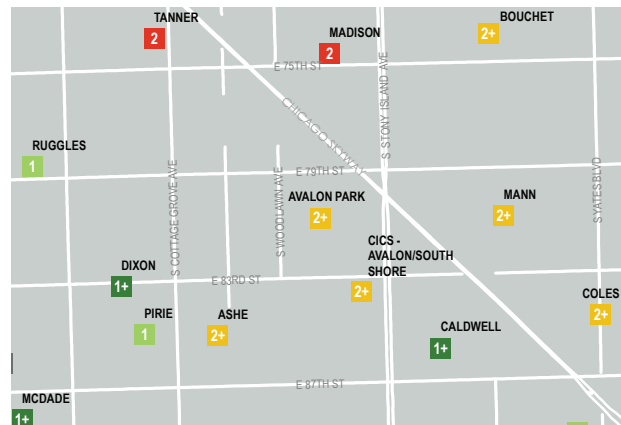 TANNER
2
MADISON
2
BOUCHET
2+
E 75TH ST
CHICAGO SKYWAY
S STONY ISLAND AVE
RUGGLES
1
S COTTAGE GROVE AVE
S WOODLAWN AVE
E 79TH ST
AVALON PARK
2+
MANN
2+
S YATES BLVD
CICS -
AVALON/SOUTH
SHORE
2+
DIXON
1+
E 83RD ST
PIRIE
1
ASHE
2+
CALDWELL
1+
COLES
2+
E 87TH ST
MCDADE
1+